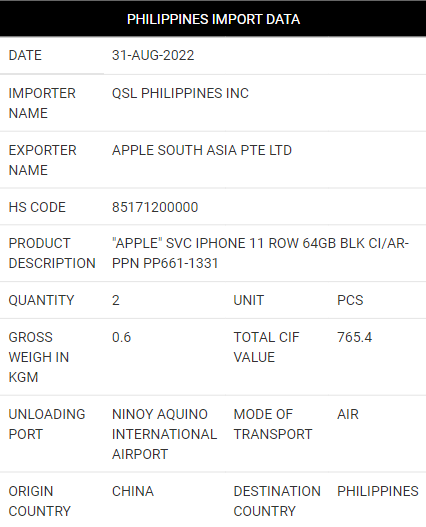 PHILIPPINES IMPORT DATA
DATE 31-AUG-2022
IMPORTER NAME QSL PHILIPPINES INC
EXPORTER NAME APPLE SOUTH ASIA PTE LTD
HS CODE 85171200000
PRODUCT DESCRIPTION "APPLE" SVC IPHONE 11 ROW 64GB BLK CI/AR-
PPN PP661-1331
QUANTITY 2 UNIT PCS
GROSS WEIGH IN KGM 0.6 TOTAL CIF VALUE 765.4
UNLOADING PORT NINOY AQUINO INTERNATIONAL AIRPORT MODE OF TRANSPORT AIR
ORIGIN COUNTRY CHINA DESTINATION COUNTRY PHILIPPINES